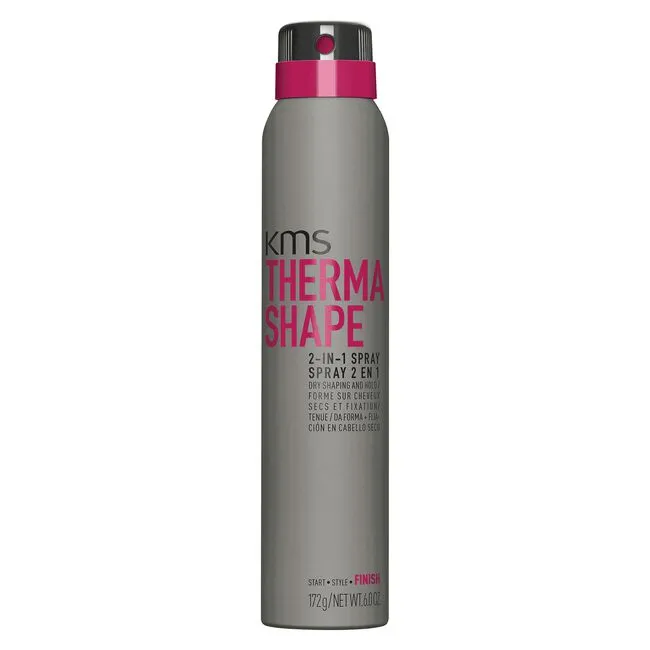 KMS
THERMA
SHAPE
2-IN-1 SPRAY
SPRAY 2 EN 1
DRY SHAPING AND HOLD /
FORME SUR CHEVEUX
SECS ET FIXATION /
TENUE / DA FORMA + FIJA-
CIÓN EN CABELLO SECO
START • STYLE • FINISH
172g/NET WT. 6.0 OZ.